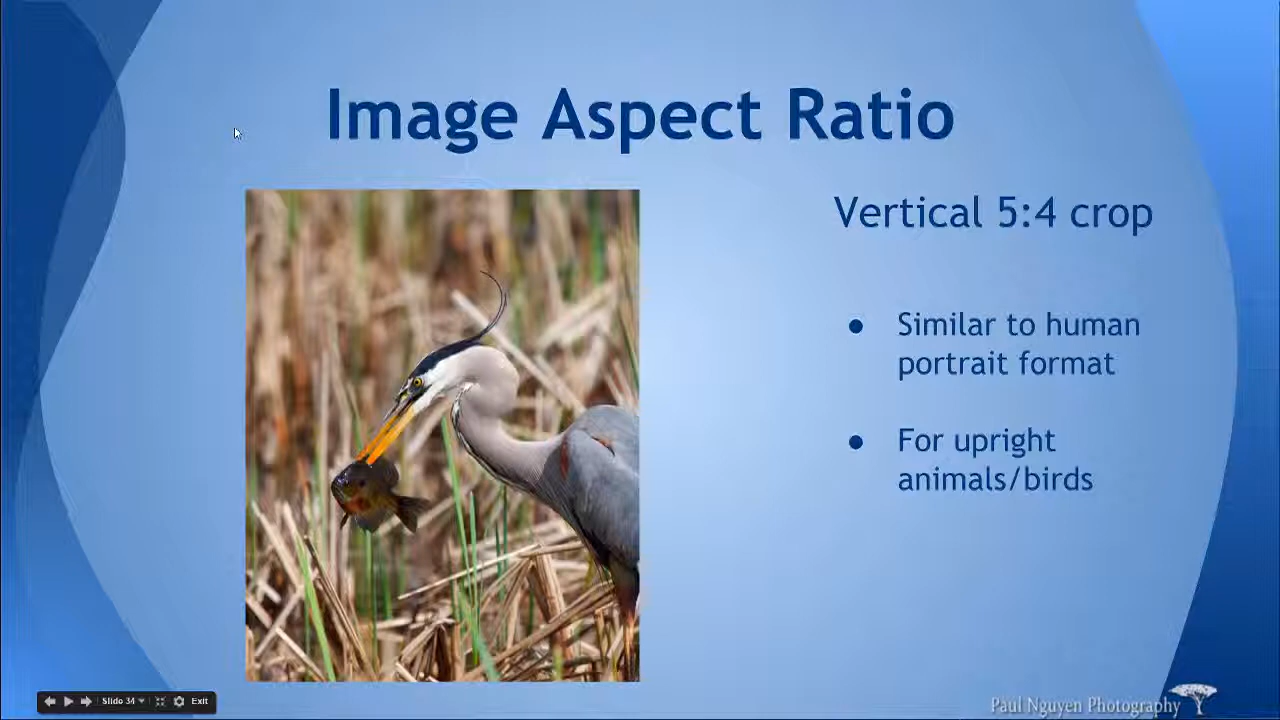 Image Aspect Ratio
Vertical 5:4 crop
● Similar to human
portrait format
● For upright
animals/birds
Slide 34
Exit
Paul Nguyen Photography